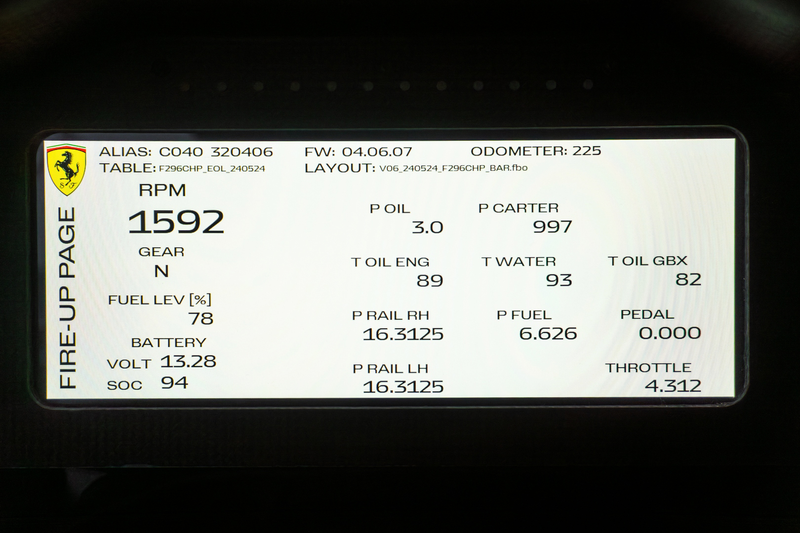 ALIAS: C040 320406 FW: 04.06.07 ODOMETER: 225
TABLE: F296CHP_EOL_240524 LAYOUT: V06_240524_F296CHP_BAR.fbo
S F
FIRE-UP PAGE
RPM
1592
GEAR
N
FUEL LEV [%]
78
BATTERY
VOLT 13.28
SOC 94
P OIL P CARTER
3.0 997
T OIL ENG T WATER T OIL GBX
89 93 82
P RAIL RH P FUEL PEDAL
16.3125 6.626 0.000
P RAIL LH THROTTLE
16.3125 4.312